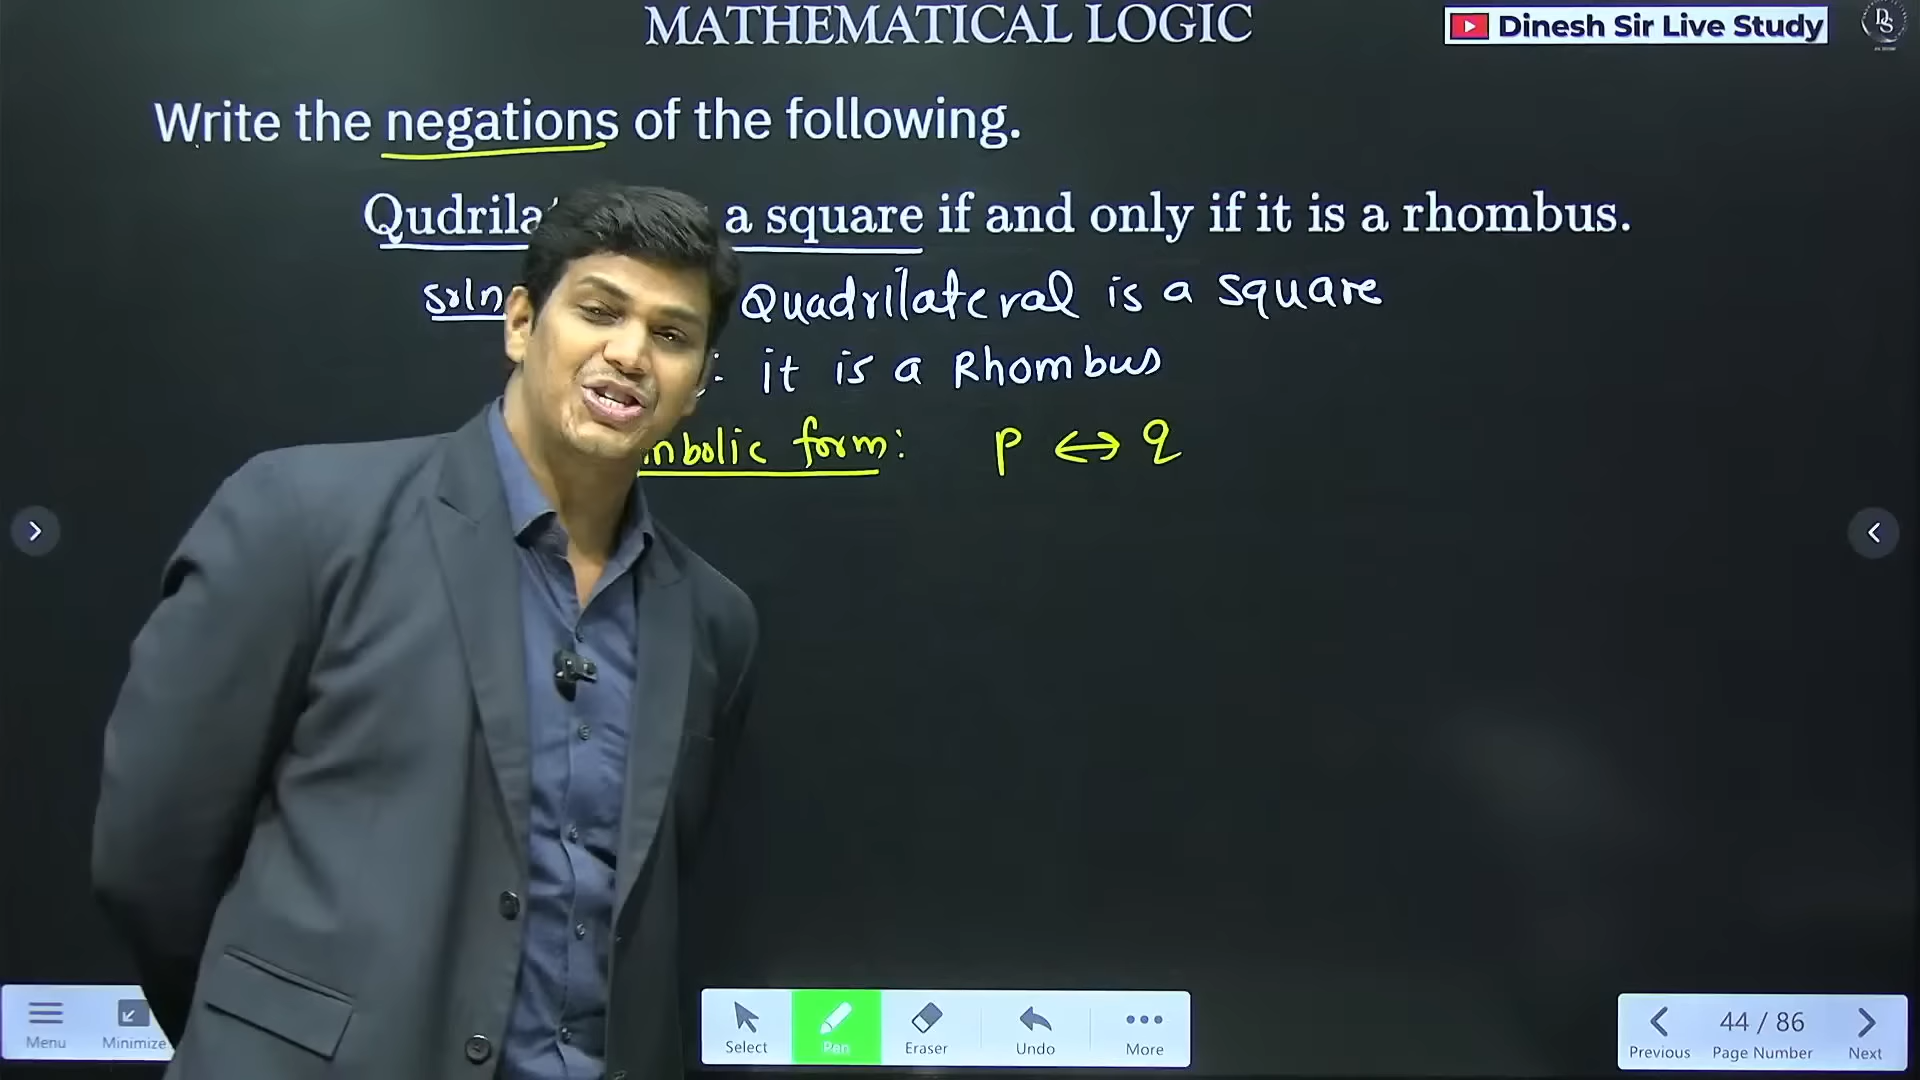 MATHEMATICAL LOGIC
Dinesh Sir Live Study
DS
Write the negations of the following.
a square if and only if it is a rhombus.
Soln Quadrilateral is a square
: it is a Rhombus
form: p ↔ q
Menu Minimize Select Pen Eraser Undo More
44 / 86
Previous Page Number Next